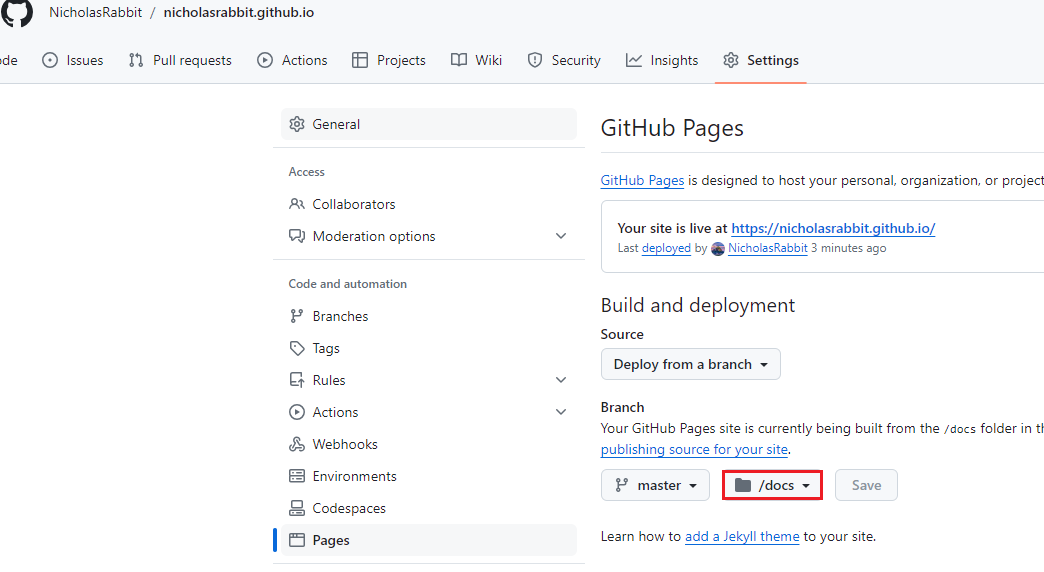 NicholasRabbit / nicholasrabbit.github.io
ode Issues Pull requests Actions Projects Wiki Security Insights Settings
General
Access
Collaborators
Moderation options
Code and automation
Branches
Tags
Rules
Actions
Webhooks
Environments
Codespaces
Pages
GitHub Pages
GitHub Pages is designed to host your personal, organization, or project
Your site is live at https://nicholasrabbit.github.io/
Last deployed by NicholasRabbit 3 minutes ago
Build and deployment
Source
Deploy from a branch
Branch
Your GitHub Pages site is currently being built from the /docs folder in th
publishing source for your site.
master /docs Save
Learn how to add a Jekyll theme to your site.